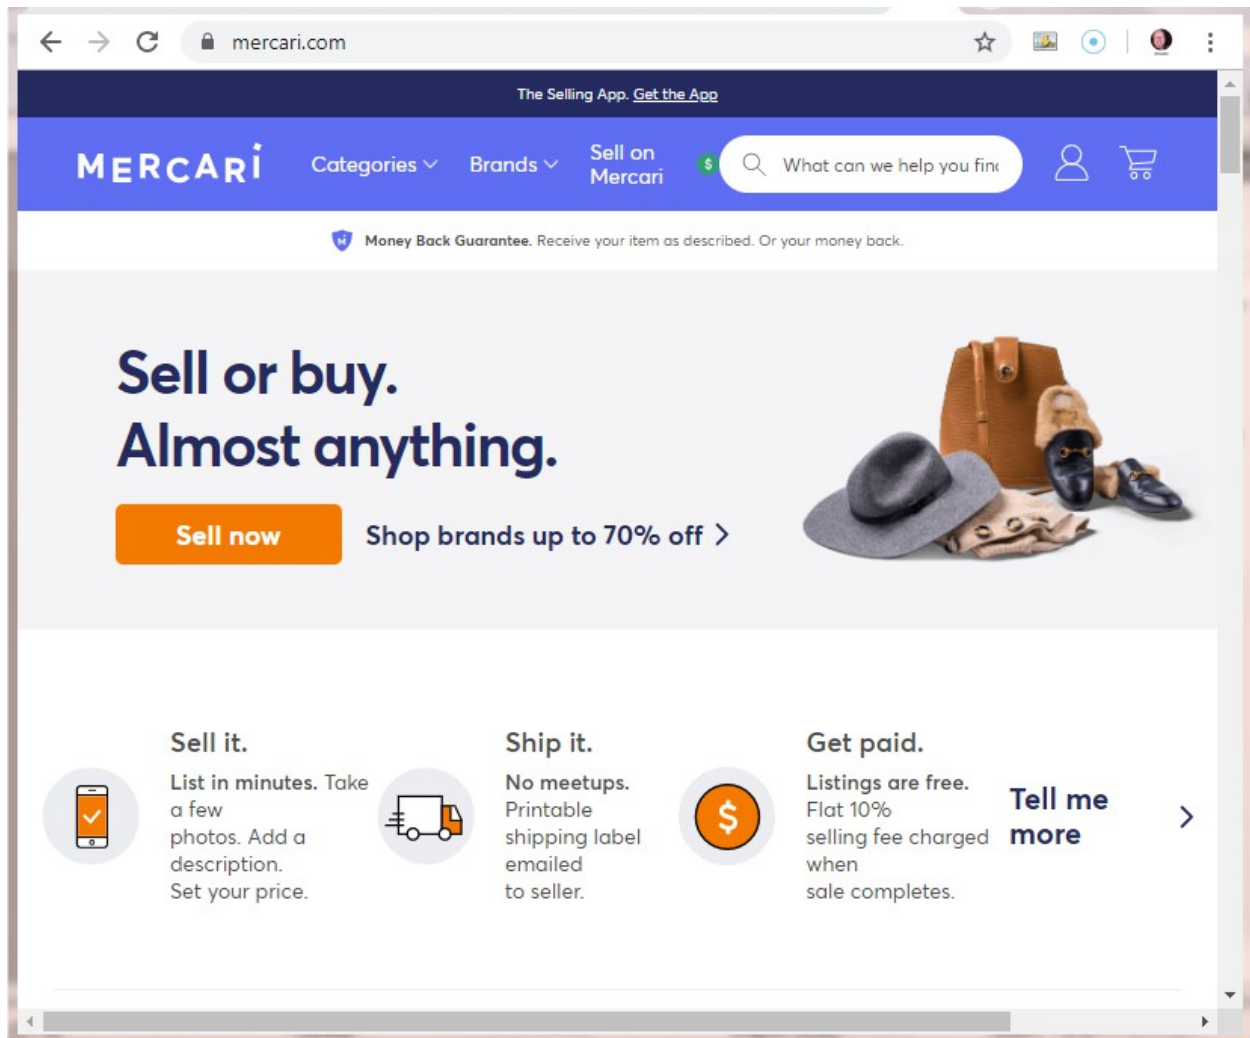 mercari.com
The Selling App. Get the App
MERCARI
Categories
Brands
Sell on
Mercari
$
What can we help you find
Money Back Guarantee. Receive your item as described. Or your money back.
Sell or buy.
Almost anything.
Sell now
Shop brands up to 70% off
Sell it.
List in minutes. Take
a few
photos. Add a
description.
Set your price.
Ship it.
No meetups.
Printable
shipping label
emailed
to seller.
$
Get paid.
Listings are free.
Flat 10%
selling fee charged
when
sale completes.
Tell me
more